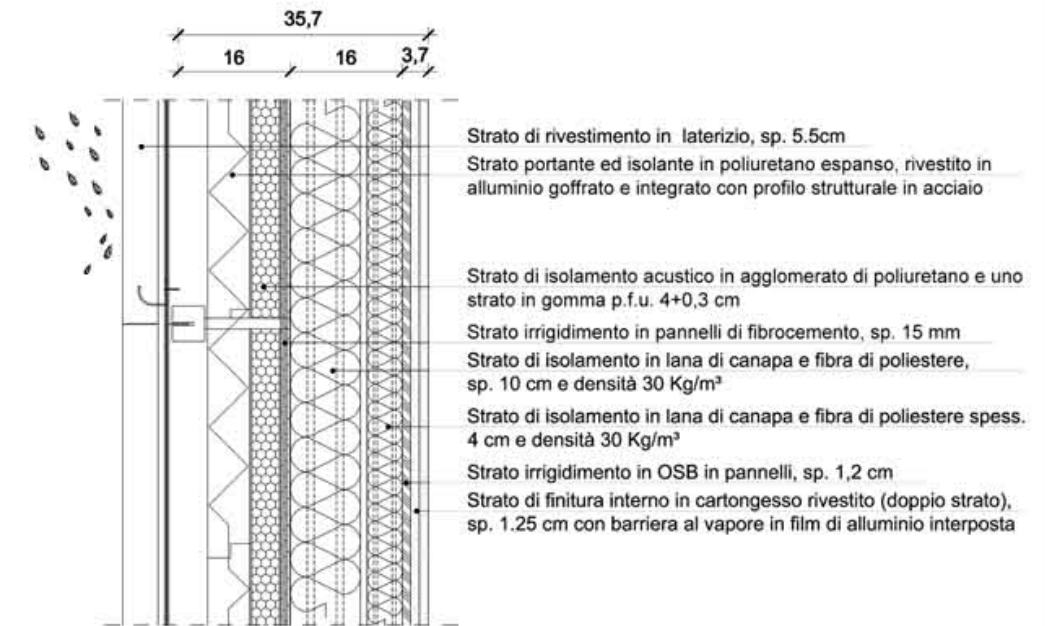 35,7
16 16 3,7
Strato di rivestimento in laterizio, sp. 5.5cm
Strato portante ed isolante in poliuretano espanso, rivestito in
alluminio goffrato e integrato con profilo strutturale in acciaio
Strato di isolamento acustico in agglomerato di poliuretano e uno
strato in gomma p.f.u. 4+0,3 cm
Strato irrigidimento in pannelli di fibrocemento, sp. 15 mm
Strato di isolamento in lana di canapa e fibra di poliestere,
sp. 10 cm e densità 30 Kg/m³
Strato di isolamento in lana di canapa e fibra di poliestere spess.
4 cm e densità 30 Kg/m³
Strato irrigidimento in OSB in pannelli, sp. 1,2 cm
Strato di finitura interno in cartongesso rivestito (doppio strato),
sp. 1.25 cm con barriera al vapore in film di alluminio interposta